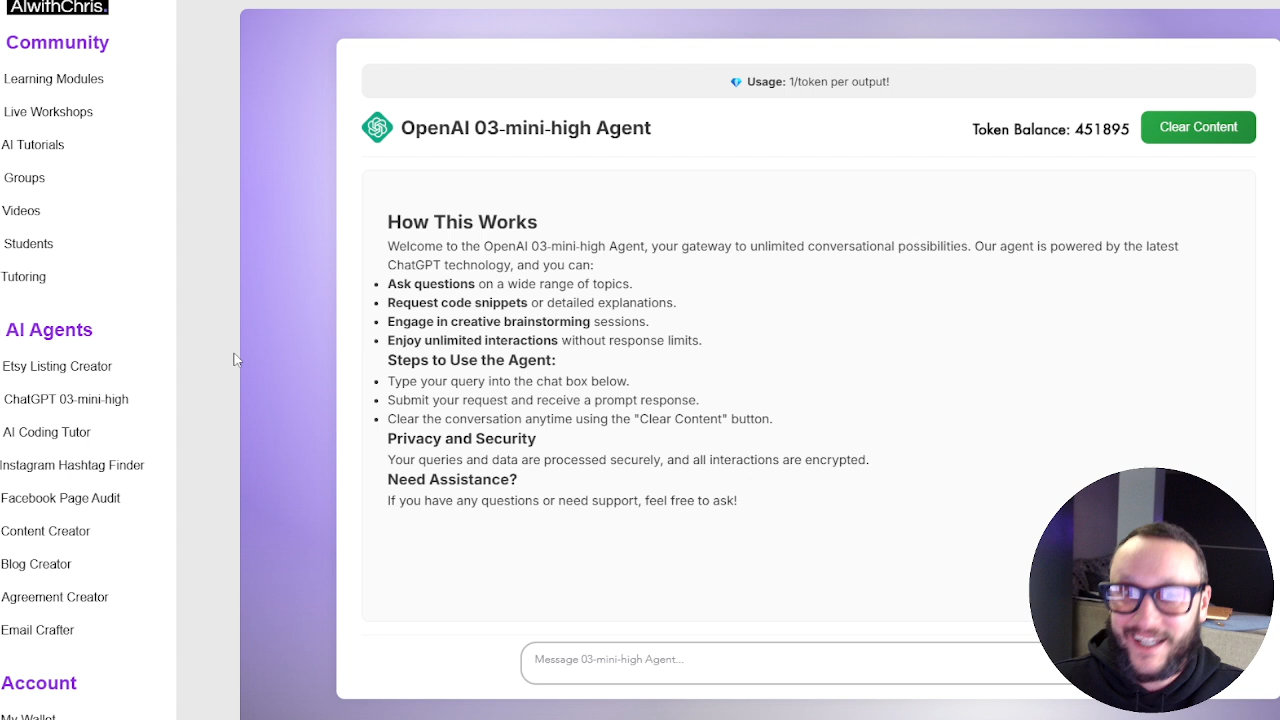 AIwithChris.
Community
Learning Modules
Live Workshops
AI Tutorials
Groups
Videos
Students
Tutoring
AI Agents
Etsy Listing Creator
ChatGPT 03-mini-high
AI Coding Tutor
Instagram Hashtag Finder
Facebook Page Audit
Content Creator
Blog Creator
Agreement Creator
Email Crafter
Account
My Wallet
Usage: 1/token per output!
OpenAI 03-mini-high Agent
Token Balance: 451895
Clear Content
How This Works
Welcome to the OpenAI 03-mini-high Agent, your gateway to unlimited conversational possibilities. Our agent is powered by the latest
ChatGPT technology, and you can:
• Ask questions on a wide range of topics.
• Request code snippets or detailed explanations.
• Engage in creative brainstorming sessions.
• Enjoy unlimited interactions without response limits.
Steps to Use the Agent:
• Type your query into the chat box below.
• Submit your request and receive a prompt response.
• Clear the conversation anytime using the "Clear Content" button.
Privacy and Security
Your queries and data are processed securely, and all interactions are encrypted.
Need Assistance?
If you have any questions or need support, feel free to ask!
Message 03-mini-high Agent...